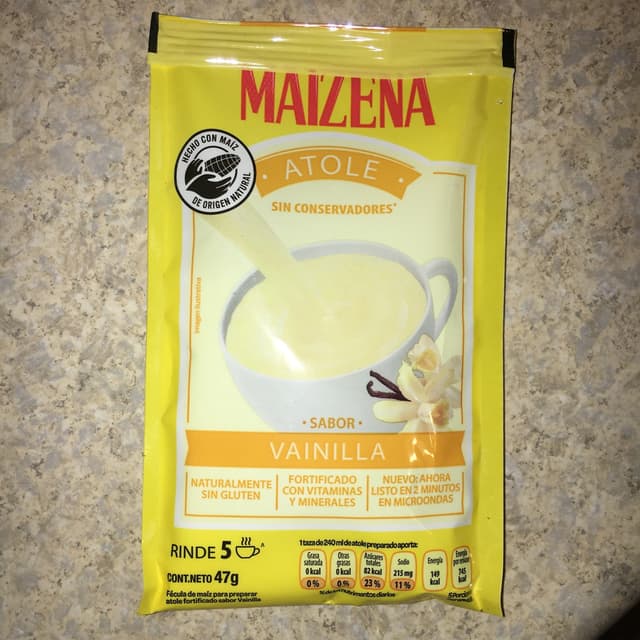 MAIZENA
HECHO CON MAÍZ
DE ORIGEN NATURAL
ATOLE
SIN CONSERVADORES*
Imagen ilustrativa
• SABOR •
VAINILLA
NATURALMENTE
SIN GLUTEN
FORTIFICADO
CON VITAMINAS
Y MINERALES
NUEVO: AHORA
LISTO EN 2 MINUTOS
EN MICROONDAS
RINDE 5
CONT.NETO 47g
Fécula de maíz para preparar
atole fortificado sabor Vainilla
1 taza de 240 ml de atole preparado aporta:
Grasa saturada 0 kcal 0 %
Otras grasas 0 kcal 0 %
Azúcares totales 82 kcal 23 %
Sodio 215 mg 11 %
Energía 149 kcal
Energía por envase kcal
nutrimentos diarios